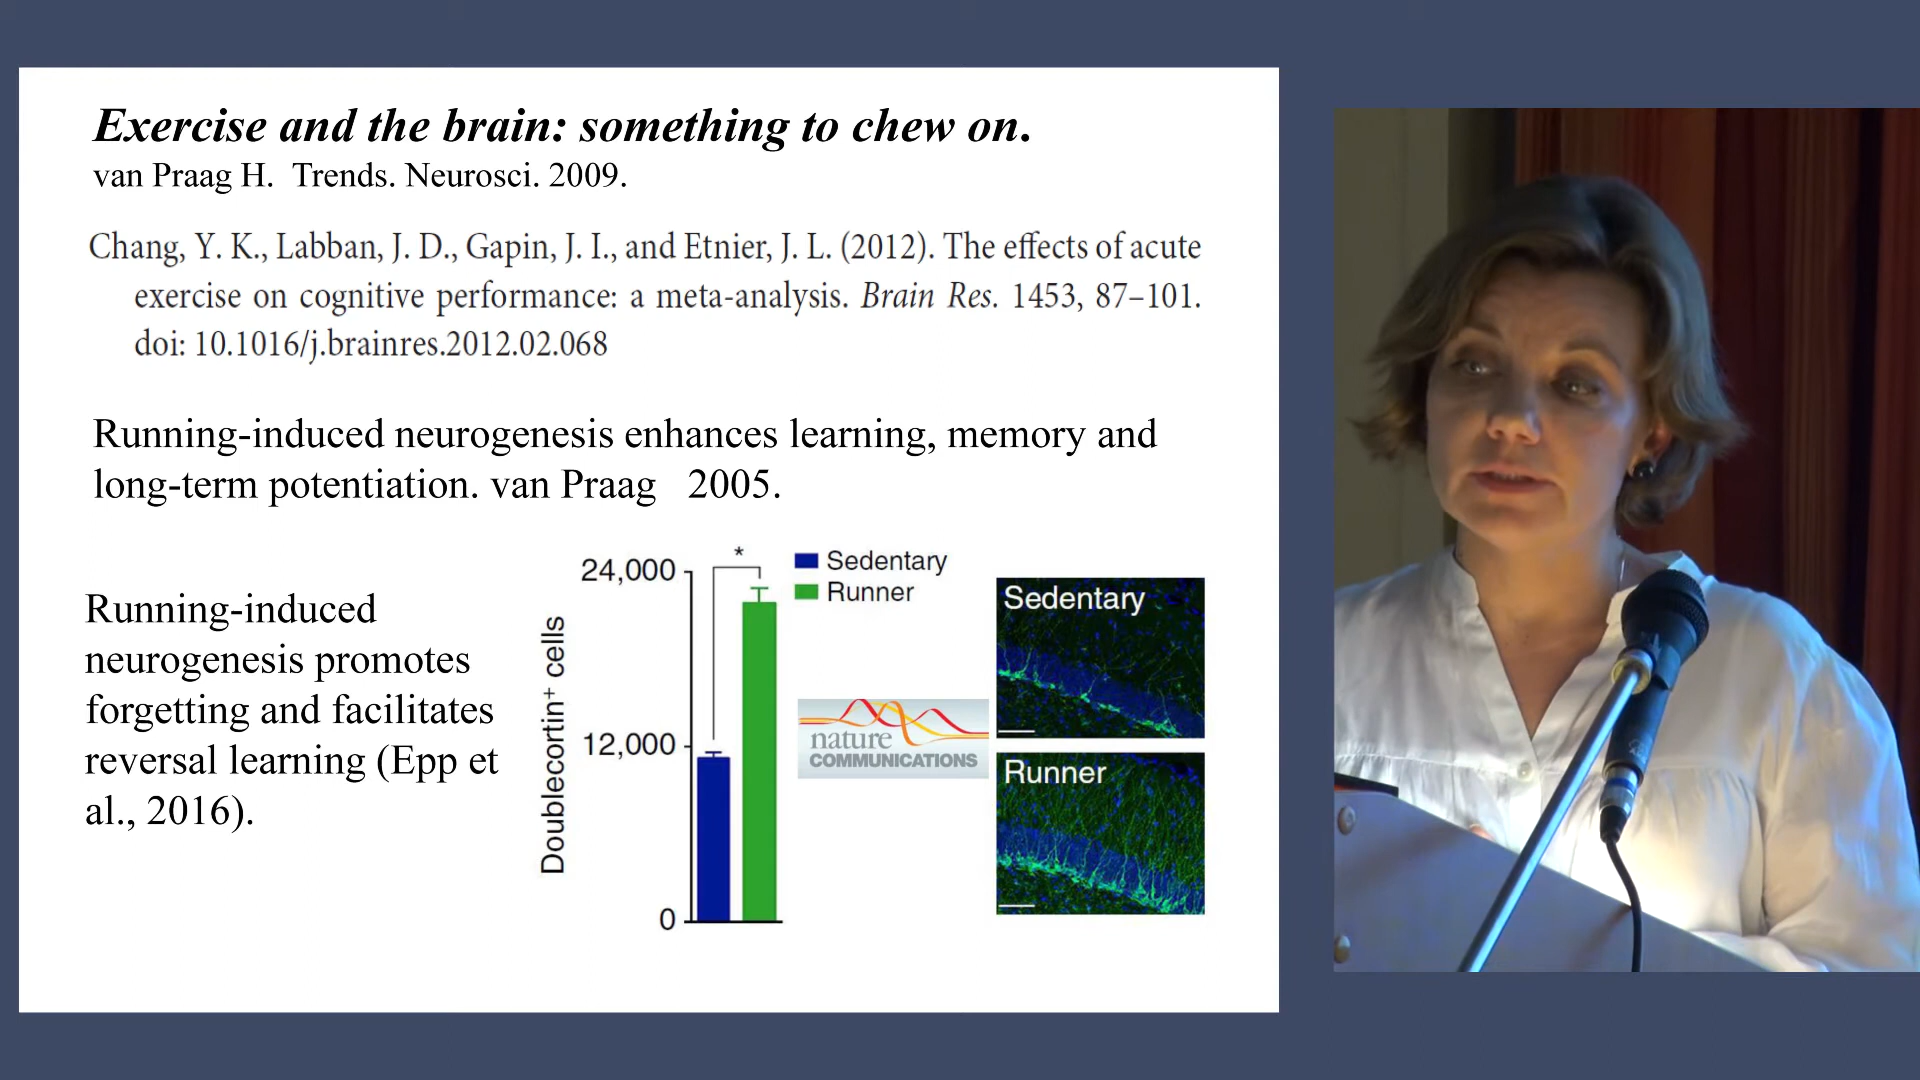 Exercise and the brain: something to chew on.
van Praag H. Trends. Neurosci. 2009.
Chang, Y. K., Labban, J. D., Gapin, J. I., and Etnier, J. L. (2012). The effects of acute
exercise on cognitive performance: a meta-analysis. Brain Res. 1453, 87–101.
doi: 10.1016/j.brainres.2012.02.068
Running-induced neurogenesis enhances learning, memory and
long-term potentiation. van Praag 2005.
Running-induced
neurogenesis promotes
forgetting and facilitates
reversal learning (Epp et
al., 2016).
Doublecortin⁺ cells
24,000
12,000
0
*
Sedentary
Runner
nature
COMMUNICATIONS
Sedentary
Runner